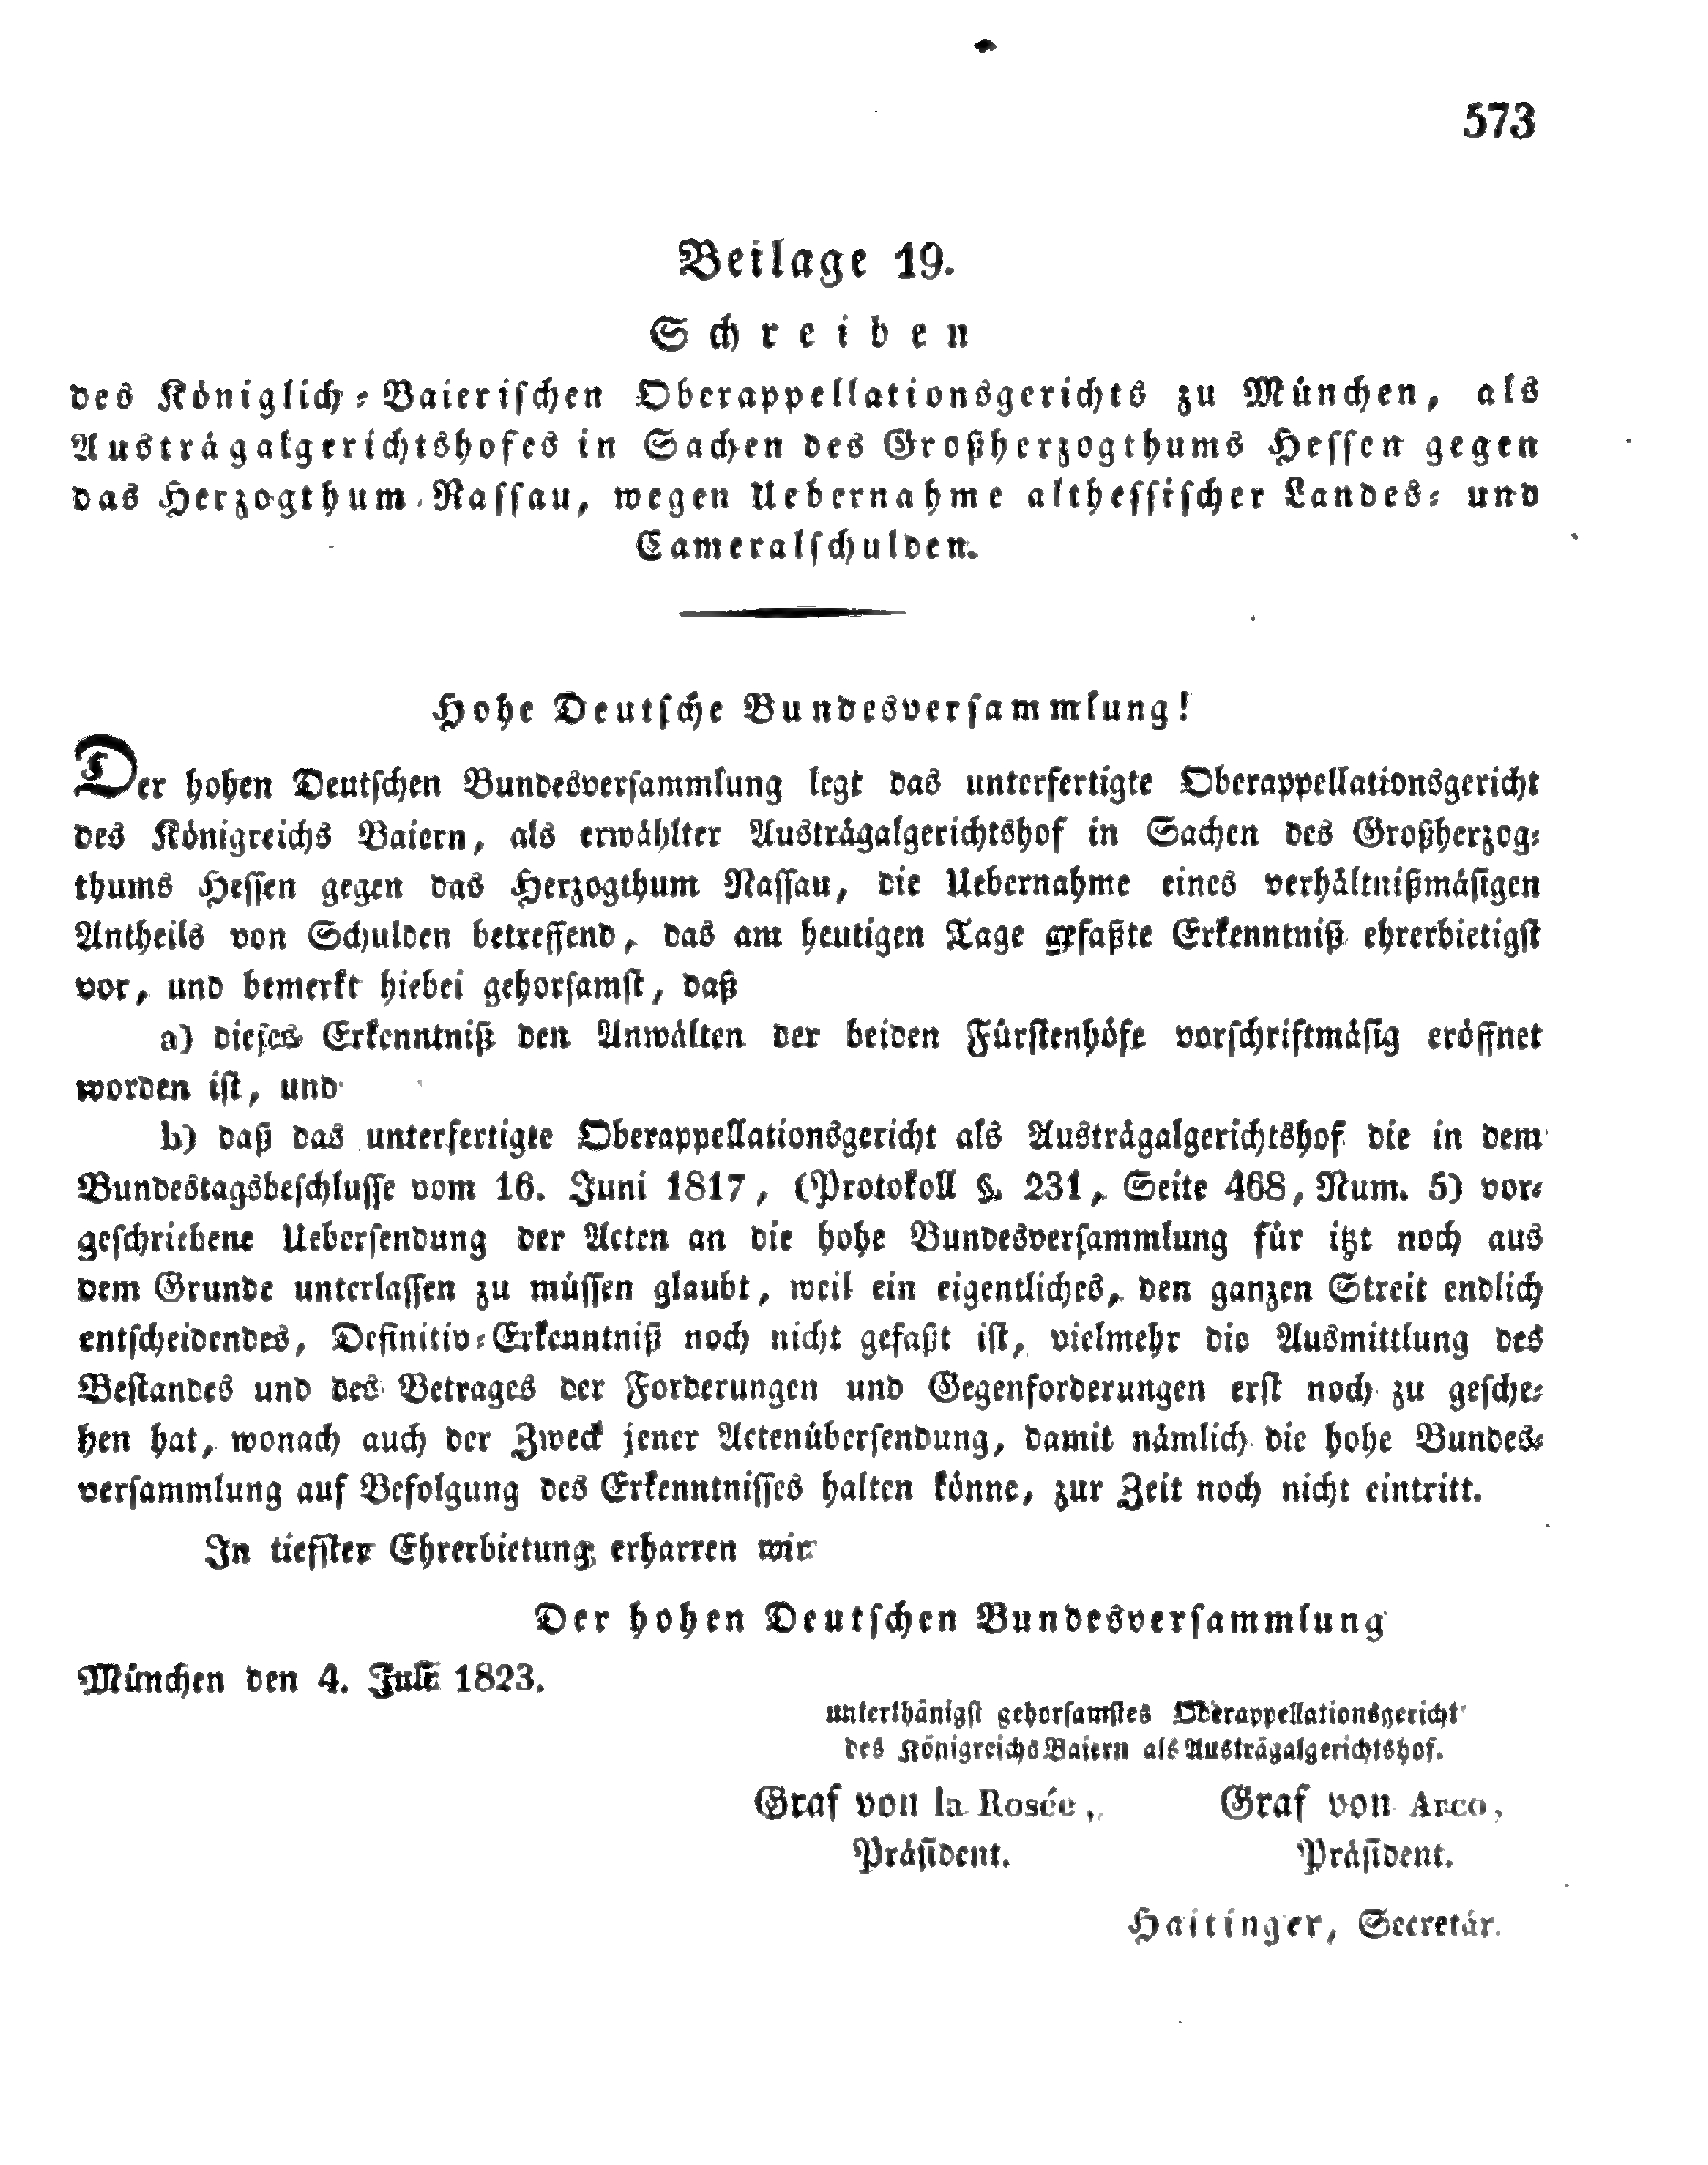 573
Beilage 19.
Schreiben
des Königlich-Baierischen Oberappellationsgerichts zu München, als
Austrägalgerichtshofes in Sachen des Großherzogthums Hessen gegen
das Herzogthum Nassau, wegen Uebernahme althessischer Landes- und
Cameralschulden.
Hohe Deutsche Bundesversammlung!
Der hohen Deutschen Bundesversammlung legt das unterfertigte Oberappellationsgericht
des Königreichs Baiern, als erwählter Austrägalgerichtshof in Sachen des Großherzog-
thums Hessen gegen das Herzogthum Nassau, die Uebernahme eines verhältnißmäsigen
Antheils von Schulden betreffend, das am heutigen Tage gefaßte Erkenntniß ehrerbietigst
vor, und bemerkt hiebei gehorsamst, daß
a) dieses Erkenntniß den Anwälten der beiden Fürstenhöfe vorschriftmäsig eröffnet
worden ist, und
b) daß das unterfertigte Oberappellationsgericht als Austrägalgerichtshof die in dem
Bundestagsbeschlusse vom 16. Juni 1817, (Protokoll §. 231, Seite 468, Num. 5) vor-
geschriebene Uebersendung der Acten an die hohe Bundesversammlung für itzt noch aus
dem Grunde unterlassen zu müssen glaubt, weil ein eigentliches, den ganzen Streit endlich
entscheidendes, Definitiv-Erkenntniß noch nicht gefaßt ist, vielmehr die Ausmittlung des
Bestandes und des Betrages der Forderungen und Gegenforderungen erst noch zu gesche-
hen hat, wonach auch der Zweck jener Actenübersendung, damit nämlich die hohe Bundes-
versammlung auf Befolgung des Erkenntnisses halten könne, zur Zeit noch nicht eintritt.
In tiefster Ehrerbietung erharren wir
Der hohen Deutschen Bundesversammlung
München den 4. Juli 1823.
unterthänigst gehorsamstes Oberappellationsgericht
des Königreichs Baiern als Austrägalgerichtshof.
Graf von la Rosée, Graf von Arco,
Präsident. Präsident.
Haitinger, Secretär.